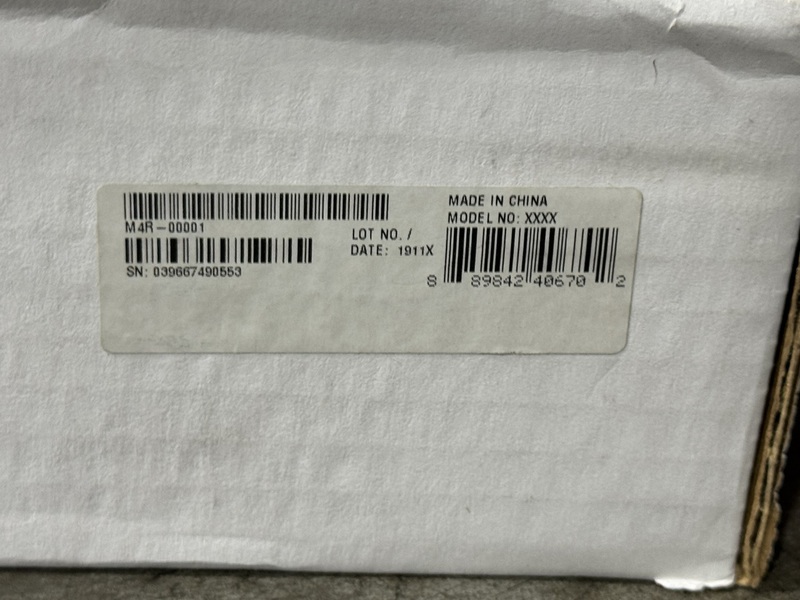 M4R-00001
SN: 039667490553
LOT NO. /
DATE: 1911X
MADE IN CHINA
MODEL NO: XXXX
8 89842 40670 2